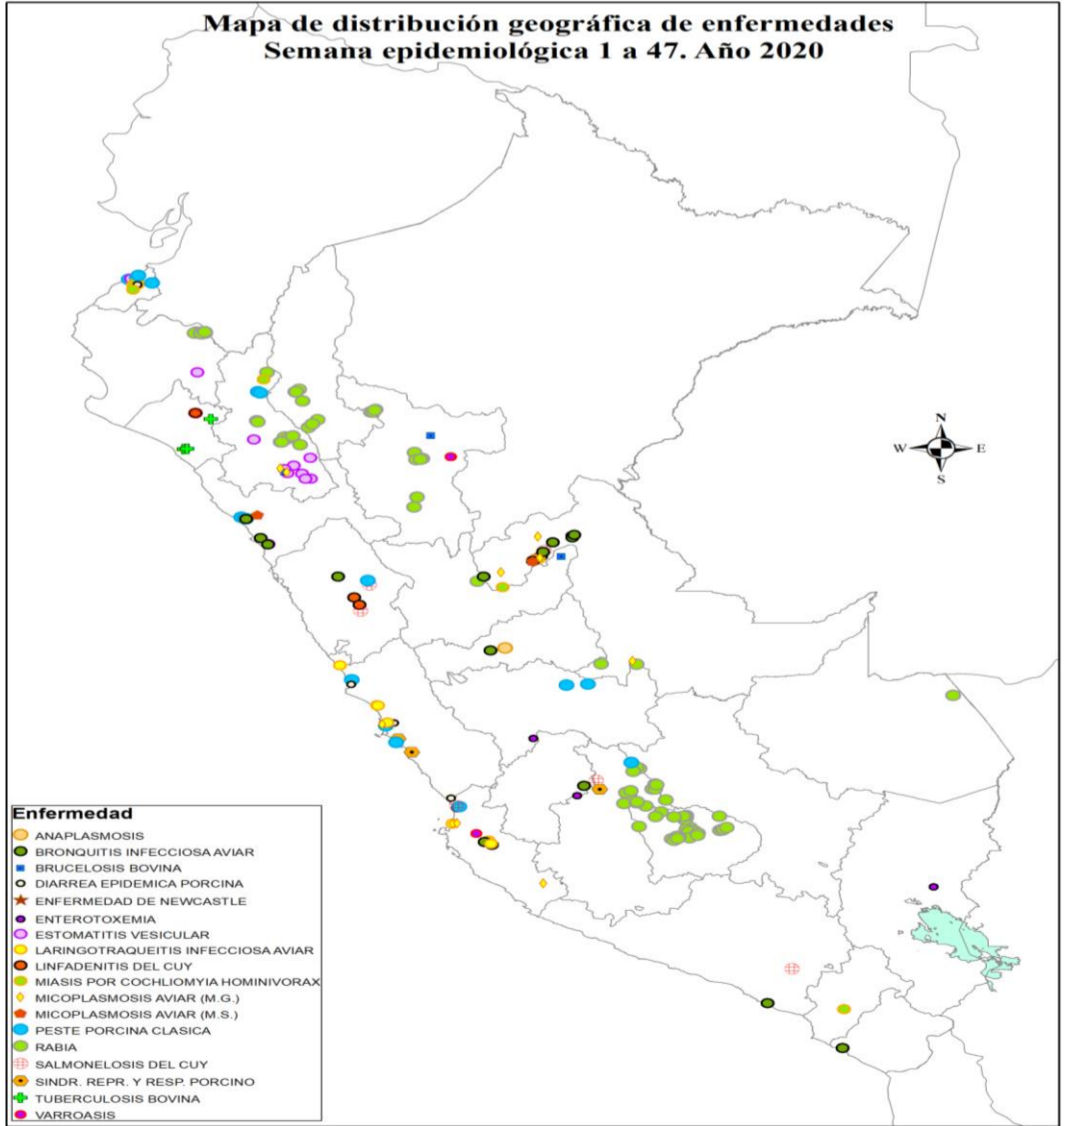 Mapa de distribución geográfica de enfermedades
Semana epidemiológica 1 a 47. Año 2020
N
W
E
S
Enfermedad
ANAPLASMOSIS
BRONQUITIS INFECCIOSA AVIAR
BRUCELOSIS BOVINA
DIARREA EPIDEMICA PORCINA
ENFERMEDAD DE NEWCASTLE
ENTEROTOXEMIA
ESTOMATITIS VESICULAR
LARINGOTRAQUEITIS INFECCIOSA AVIAR
LINFADENITIS DEL CUY
MIASIS POR COCHLIOMYIA HOMINIVORAX
MICOPLASMOSIS AVIAR (M.G.)
MICOPLASMOSIS AVIAR (M.S.)
PESTE PORCINA CLASICA
RABIA
SALMONELOSIS DEL CUY
SINDR. REPR. Y RESP. PORCINO
TUBERCULOSIS BOVINA
VARROASIS